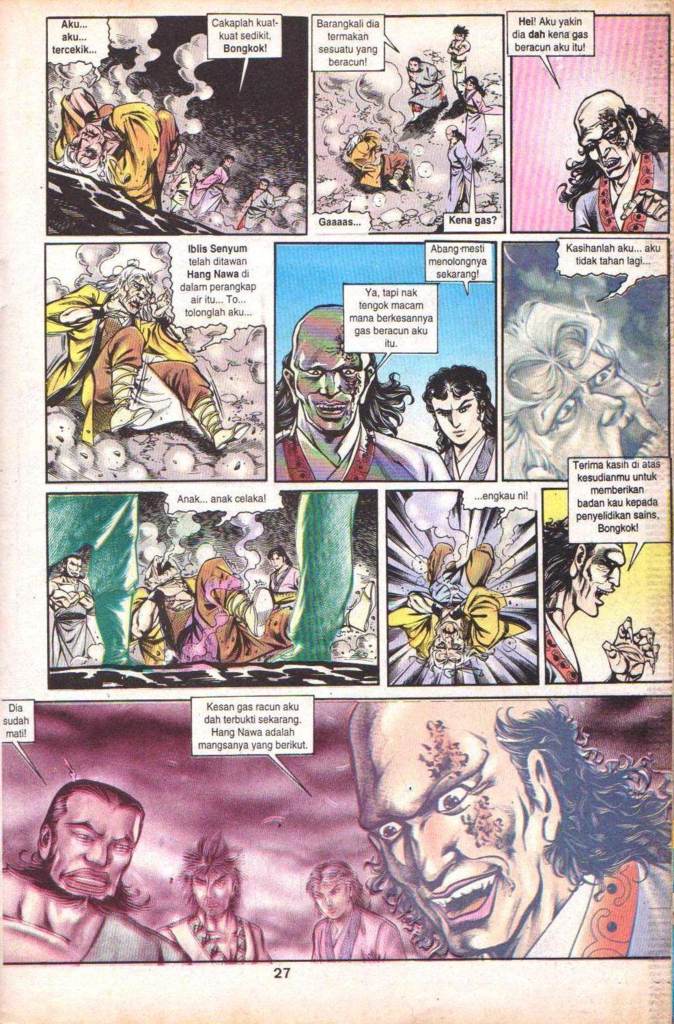 Aku...
aku...
tercekik...
Cakaplah kuat-
kuat sedikit,
Bongkok!
Barangkali dia
termakan
sesuatu yang
beracun!
Gaaaas...
Kena gas?
Hei! Aku yakin
dia dah kena gas
beracun aku itu!
Iblis Senyum
telah ditawan
Hang Nawa di
dalam perangkap
air itu... To...
tolonglah aku...
Abang mesti
menolongnya
sekarang!
Ya, tapi nak
tengok macam
mana berkesannya
gas beracun aku
itu.
Kasihanlah aku... aku
tidak tahan lagi...
Anak... anak celaka!
...engkau ni!
Terima kasih di atas
kesudianmu untuk
memberikan
badan kau kepada
penyelidikan sains,
Bongkok!
Dia
sudah
mati!
Kesan gas racun aku
dah terbukti sekarang.
Hang Nawa adalah
mangsanya yang berikut.
27